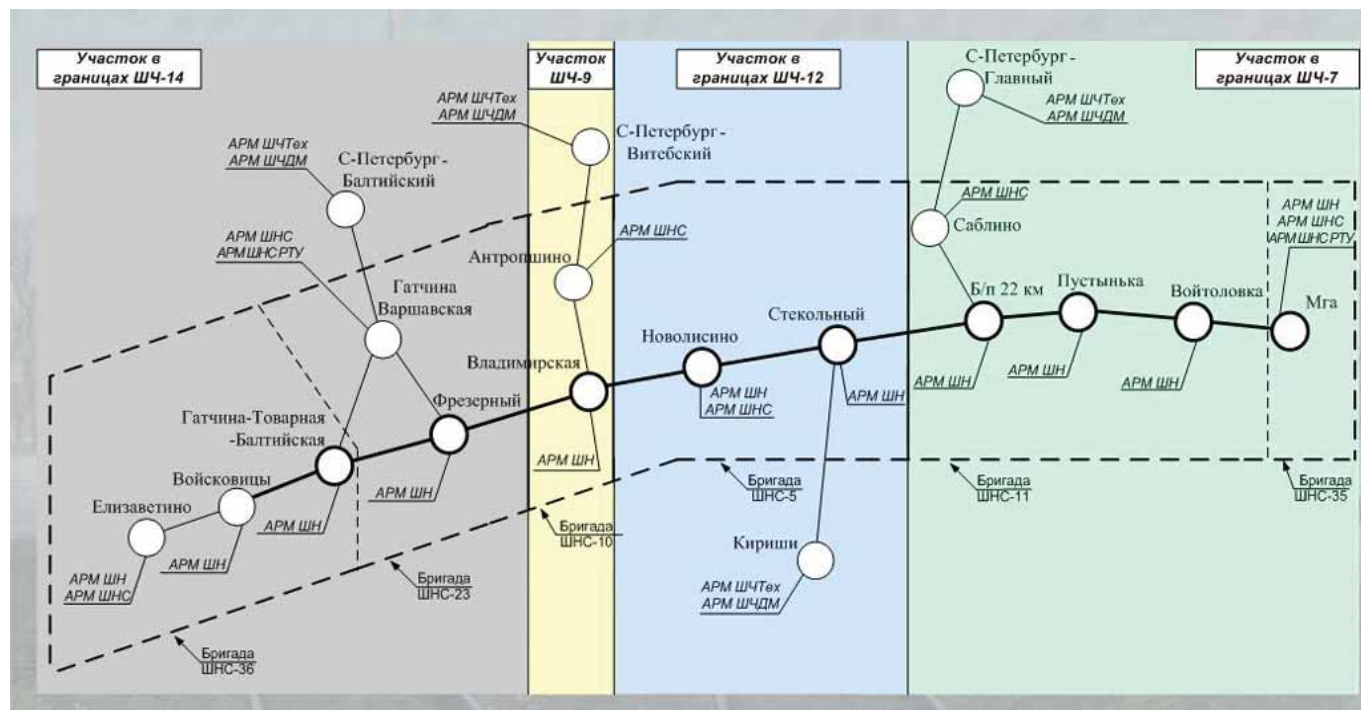 Участок в
границах ШЧ-14
Участок
ШЧ-9
Участок в
границах ШЧ-12
Участок в
границах ШЧ-7
С-Петербург-
Главный
АРМ ШЧТех
АРМ ШЧДМ
АРМ ШЧТех
АРМ ШЧДМ
С-Петербург -
Витебский
АРМ ШЧТех
АРМ ШЧДМ
С-Петербург -
Балтийский
АРМ ШНС
Саблино
АРМ ШН
АРМ ШНС
АРМ ШНС РТУ
АРМ ШНС
АРМ ШНС РТУ
АРМ ШНС
Антропшино
Гатчина
Варшавская
Б/п 22 км
Пустынька
Войтоловка
Мга
Стекольный
Новолисино
Владимирская
Фрезерный
Гатчина-Товарная
-Балтийская
Войсковицы
Елизаветино
АРМ ШН
АРМ ШН
АРМ ШН
АРМ ШН
АРМ ШН
АРМ ШНС
АРМ ШН
АРМ ШН
АРМ ШН
АРМ ШН
АРМ ШН
АРМ ШНС
Бригада
ШНС-5
Бригада
ШНС-11
Бригада
ШНС-35
Бригада
ШНС-10
Кириши
АРМ ШЧТех
АРМ ШЧДМ
Бригада
ШНС-23
Бригада
ШНС-36